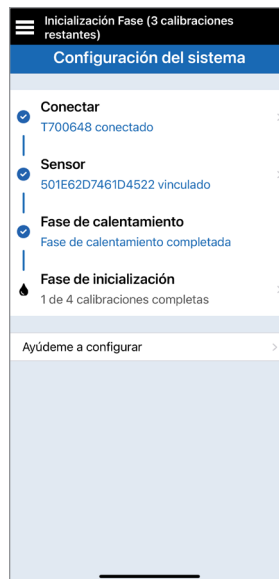 Inicialización Fase (3 calibraciones
restantes)
Configuración del sistema
Conectar
T700648 conectado
Sensor
501E62D7461D4522 vinculado
Fase de calentamiento
Fase de calentamiento completada
Fase de inicialización
1 de 4 calibraciones completas
Ayúdeme a configurar